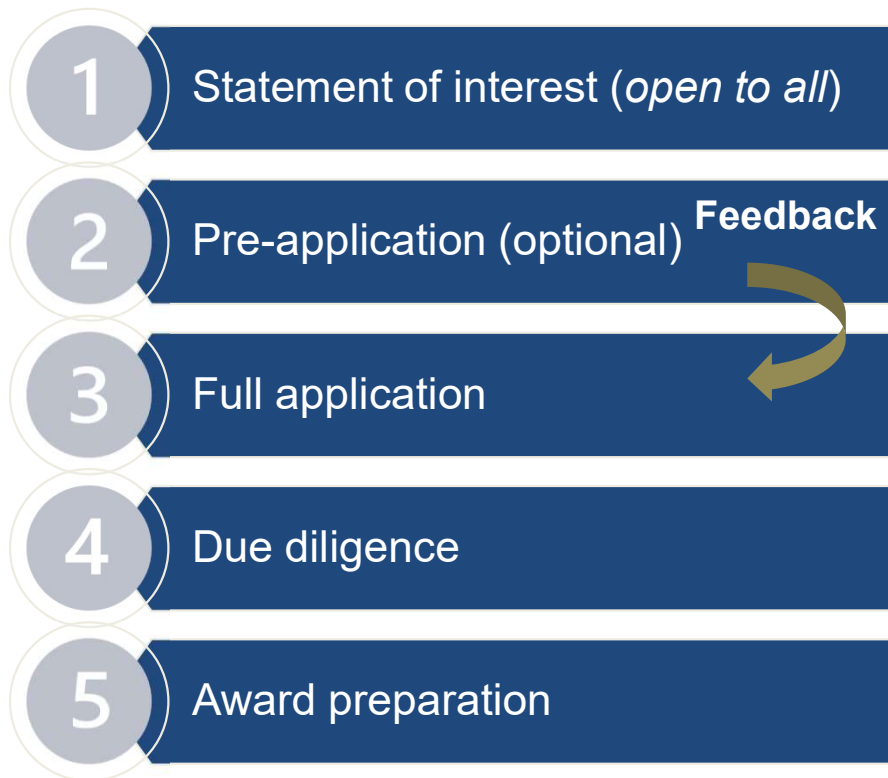 1
Statement of interest (open to all)
2
Pre-application (optional)
Feedback
3
Full application
4
Due diligence
5
Award preparation